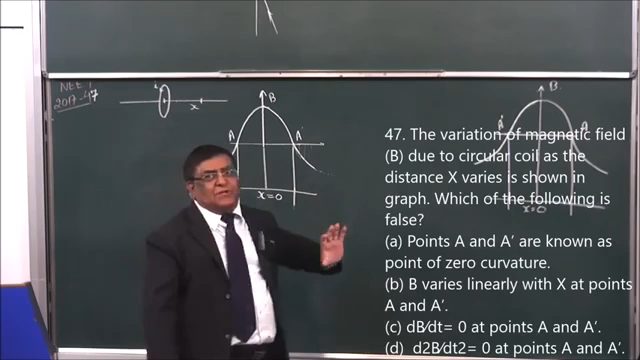 NEET
2017-47
i
x
B
A
A'
x=0
B
A'
A
x=0
47. The variation of magnetic field
(B) due to circular coil as the
distance X varies is shown in
graph. Which of the following is
false?
(a) Points A and A’ are known as
point of zero curvature.
(b) B varies linearly with X at points
A and A’.
(c) dB⁄dt= 0 at points A and A’.
(d) d2B⁄dt2= 0 at points A and A’.